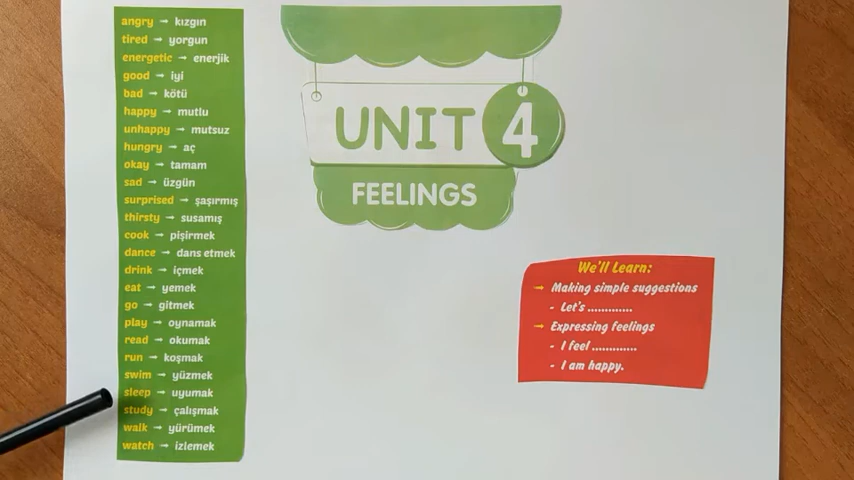 angry → kızgın
tired → yorgun
energetic → enerjik
good → iyi
bad → kötü
happy → mutlu
unhappy → mutsuz
hungry → aç
okay → tamam
sad → üzgün
surprised → şaşırmış
thirsty → susamış
cook → pişirmek
dance → dans etmek
drink → içmek
eat → yemek
go → gitmek
play → oynamak
read → okumak
run → koşmak
swim → yüzmek
sleep → uyumak
study → çalışmak
walk → yürümek
watch → izlemek
UNIT 4
FEELINGS
We'll Learn:
→ Making simple suggestions
- Let's .............
→ Expressing feelings
- I feel .............
- I am happy.